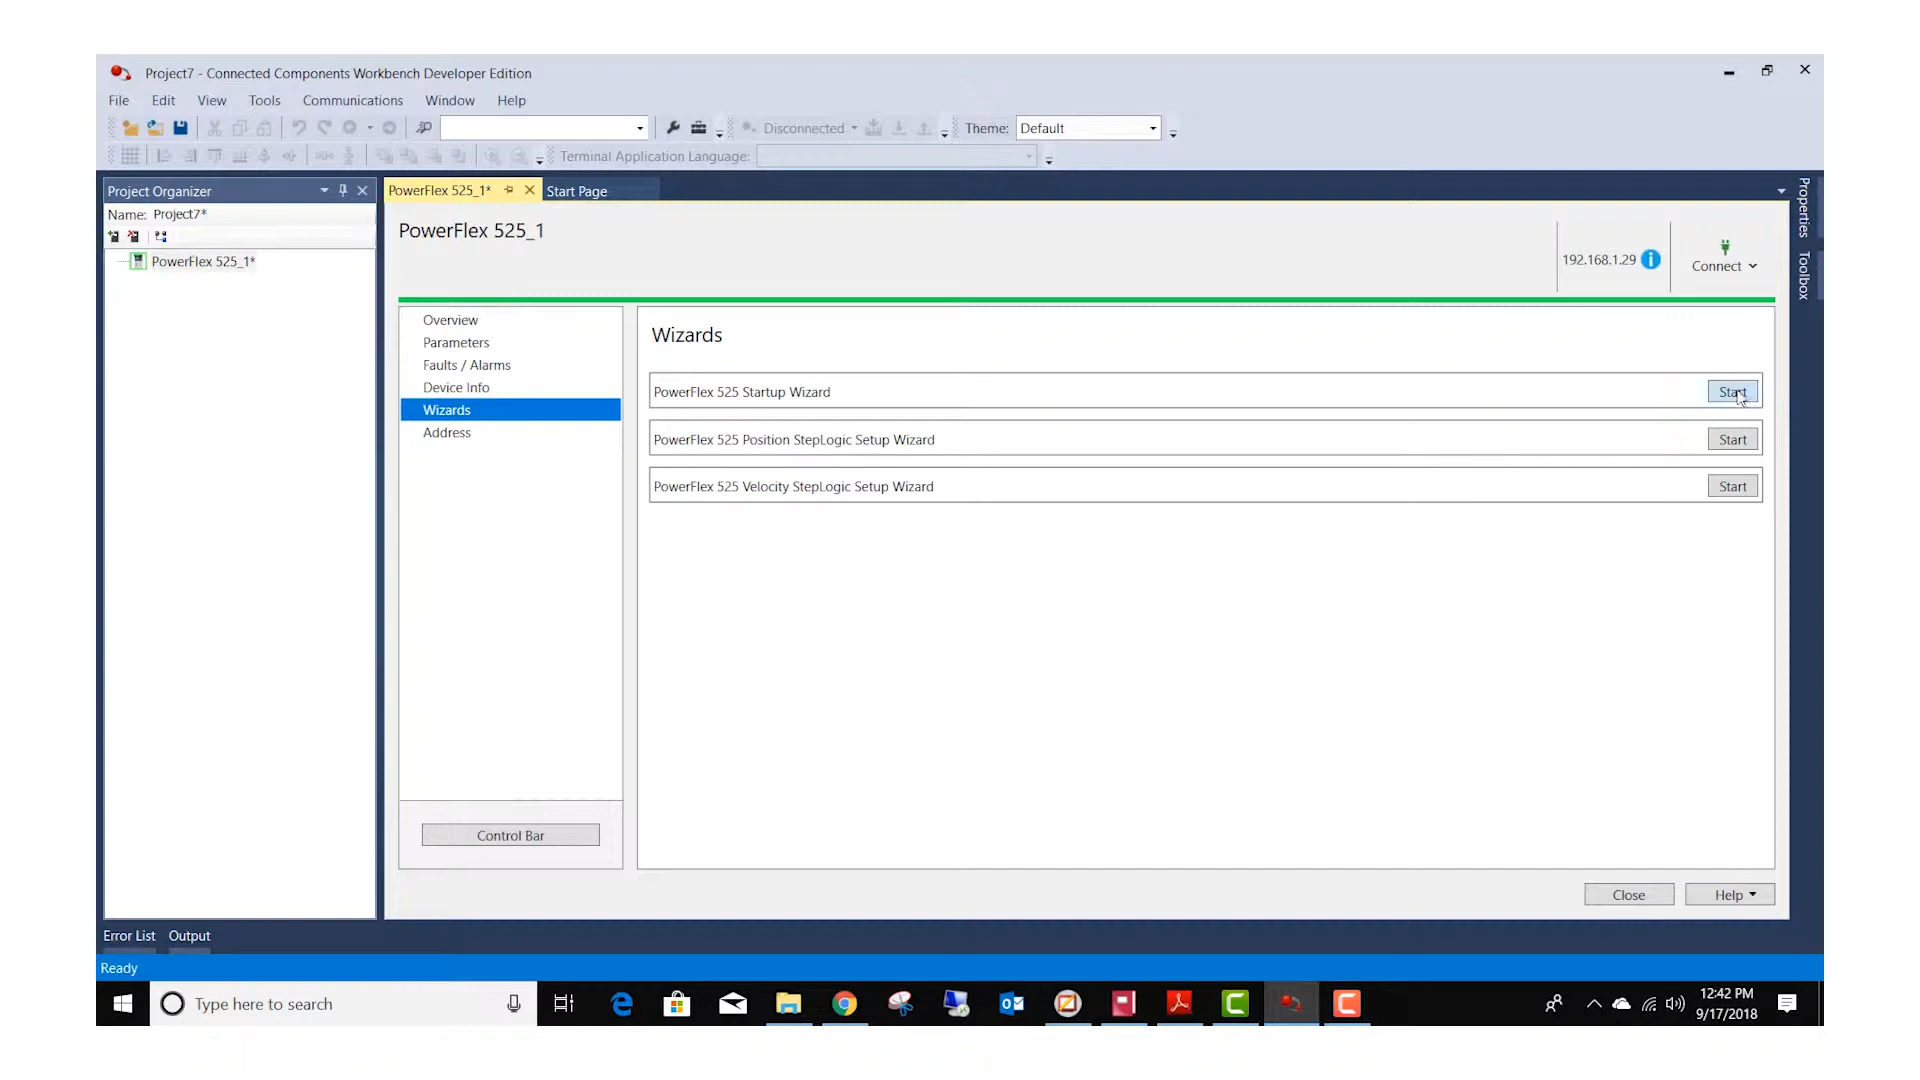 Project7 - Connected Components Workbench Developer Edition
File Edit View Tools Communications Window Help
Disconnected Theme: Default
Terminal Application Language:
Project Organizer
Name: Project7*
PowerFlex 525_1*
PowerFlex 525_1* Start Page
PowerFlex 525_1
192.168.1.29
Connect
Overview
Parameters
Faults / Alarms
Device Info
Wizards
Address
Control Bar
Wizards
PowerFlex 525 Startup Wizard Start
PowerFlex 525 Position StepLogic Setup Wizard Start
PowerFlex 525 Velocity StepLogic Setup Wizard Start
Close Help
Properties
Toolbox
Error List Output
Ready
Type here to search
12:42 PM
9/17/2018